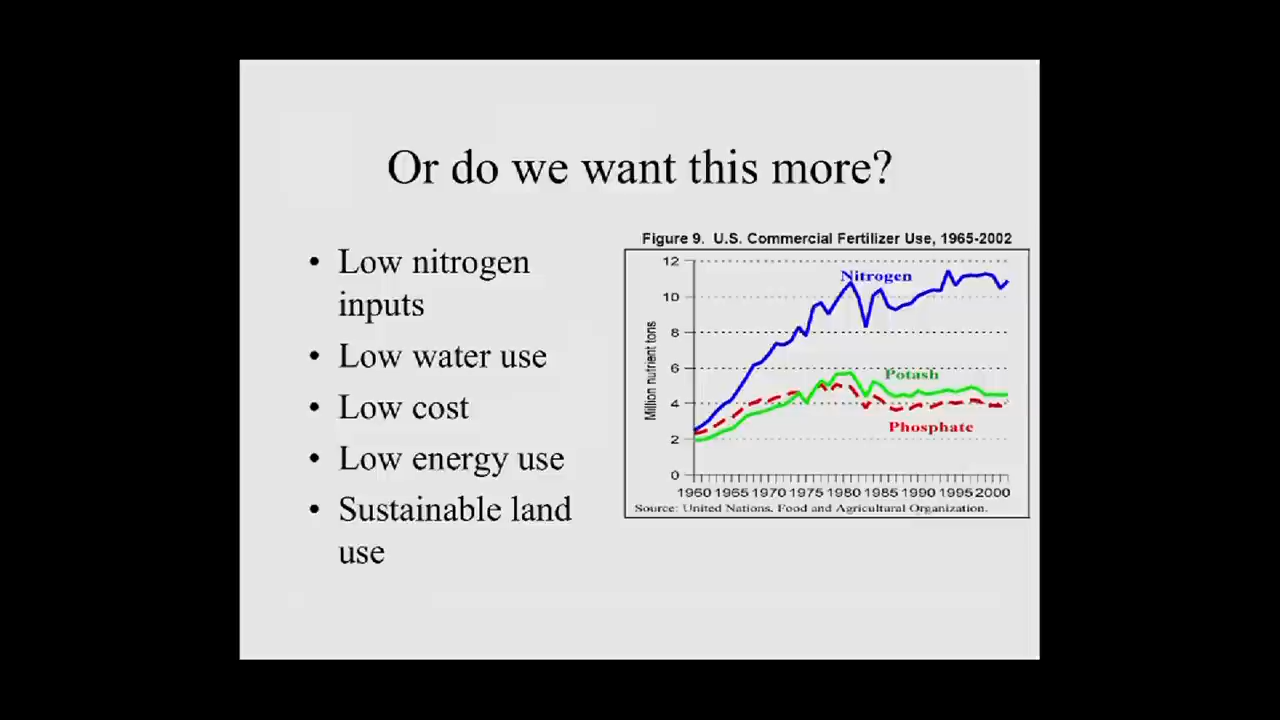 Or do we want this more?
• Low nitrogen
inputs
• Low water use
• Low cost
• Low energy use
• Sustainable land
use
Figure 9. U.S. Commercial Fertilizer Use, 1965-2002
Million nutrient tons
12
10
8
6
4
2
0
Nitrogen
Potash
Phosphate
1960 1965 1970 1975 1980 1985 1990 1995 2000
Source: United Nations, Food and Agricultural Organization.